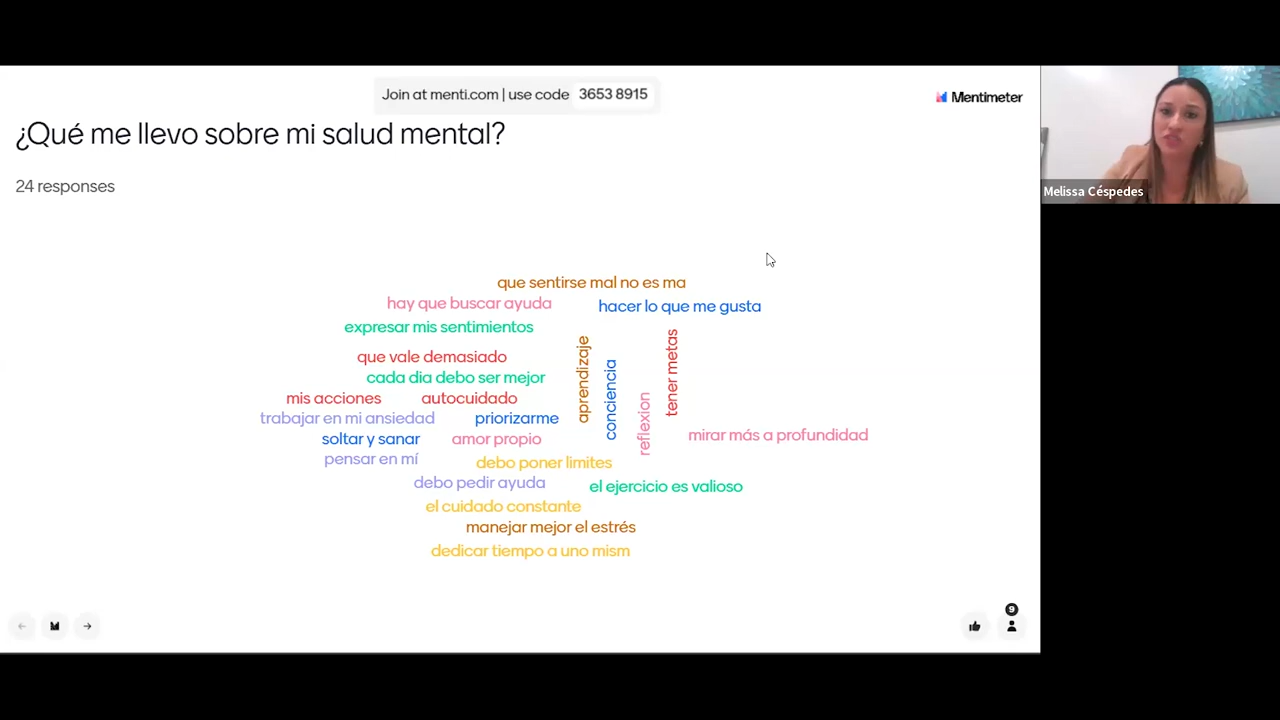 Join at menti.com | use code 3653 8915
Mentimeter
¿Qué me llevo sobre mi salud mental?
24 responses
Melissa Céspedes
que sentirse mal no es ma
hay que buscar ayuda
hacer lo que me gusta
expresar mis sentimientos
que vale demasiado
cada dia debo ser mejor
mis acciones
autocuidado
trabajar en mi ansiedad
priorizarme
soltar y sanar
amor propio
pensar en mí
aprendizaje
conciencia
reflexion
tener metas
mirar más a profundidad
debo poner limites
debo pedir ayuda
el ejercicio es valioso
el cuidado constante
manejar mejor el estrés
dedicar tiempo a uno mism
9